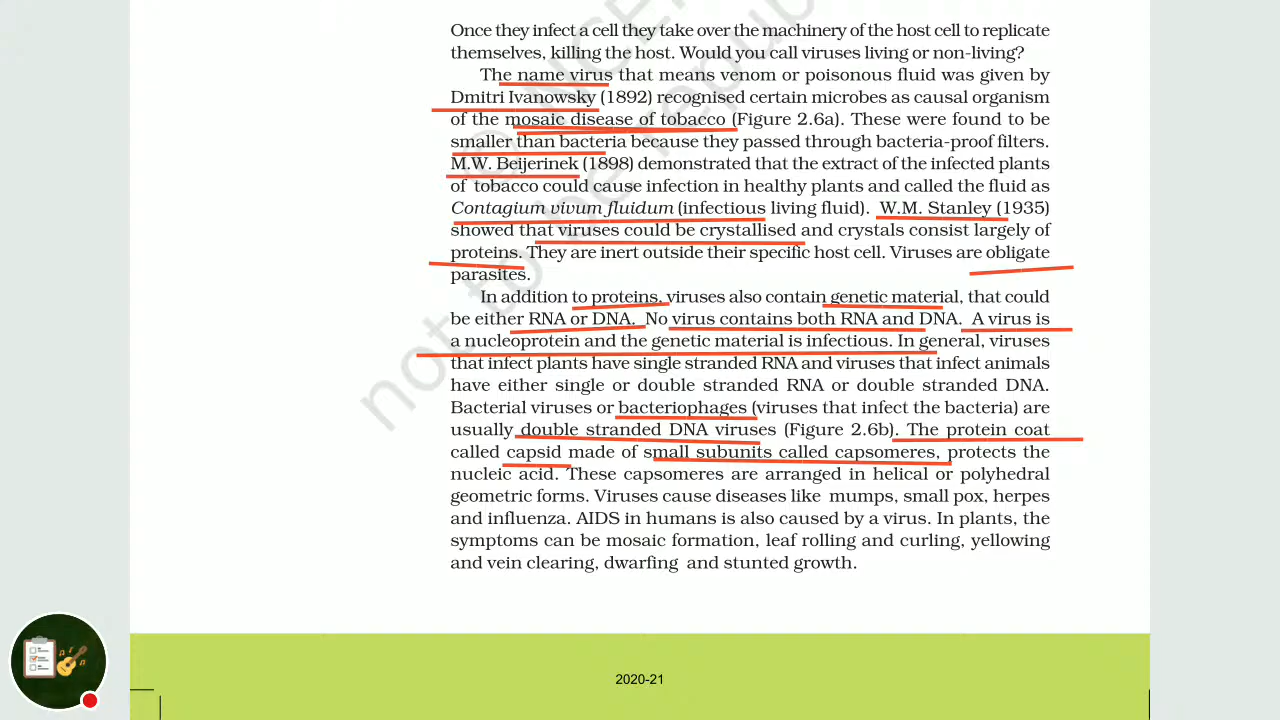 Once they infect a cell they take over the machinery of the host cell to replicate
themselves, killing the host. Would you call viruses living or non-living?
The name virus that means venom or poisonous fluid was given by
Dmitri Ivanowsky (1892) recognised certain microbes as causal organism
of the mosaic disease of tobacco (Figure 2.6a). These were found to be
smaller than bacteria because they passed through bacteria-proof filters.
M.W. Beijerinek (1898) demonstrated that the extract of the infected plants
of tobacco could cause infection in healthy plants and called the fluid as
Contagium vivum fluidum (infectious living fluid). W.M. Stanley (1935)
showed that viruses could be crystallised and crystals consist largely of
proteins. They are inert outside their specific host cell. Viruses are obligate
parasites.
In addition to proteins, viruses also contain genetic material, that could
be either RNA or DNA. No virus contains both RNA and DNA. A virus is
a nucleoprotein and the genetic material is infectious. In general, viruses
that infect plants have single stranded RNA and viruses that infect animals
have either single or double stranded RNA or double stranded DNA.
Bacterial viruses or bacteriophages (viruses that infect the bacteria) are
usually double stranded DNA viruses (Figure 2.6b). The protein coat
called capsid made of small subunits called capsomeres, protects the
nucleic acid. These capsomeres are arranged in helical or polyhedral
geometric forms. Viruses cause diseases like mumps, small pox, herpes
and influenza. AIDS in humans is also caused by a virus. In plants, the
symptoms can be mosaic formation, leaf rolling and curling, yellowing
and vein clearing, dwarfing and stunted growth.
not to be republ
© NCE
2020-21